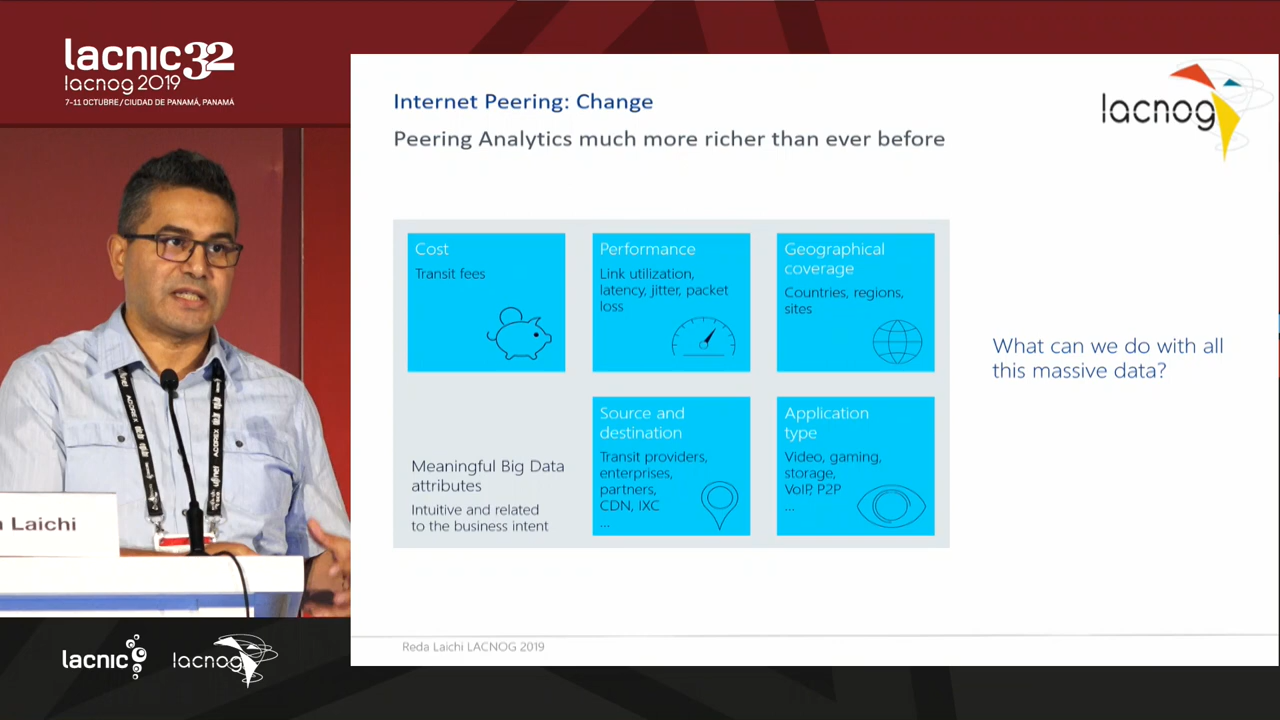 lacnic32
lacnog 2019
7-11 OCTUBRE / CIUDAD DE PANAMÁ, PANAMÁ
Internet Peering: Change
Peering Analytics much more richer than ever before
lacnog
Cost
Transit fees
Performance
Link utilization,
latency, jitter, packet
loss
Geographical
coverage
Countries, regions,
sites
What can we do with all
this massive data?
Meaningful Big Data
attributes
Intuitive and related
to the business intent
Source and
destination
Transit providers,
enterprises,
partners,
CDN, IXC
...
Application
type
Video, gaming,
storage,
VoIP, P2P
...
Laichi
Reda Laichi LACNOG 2019
lacnic
lacnog